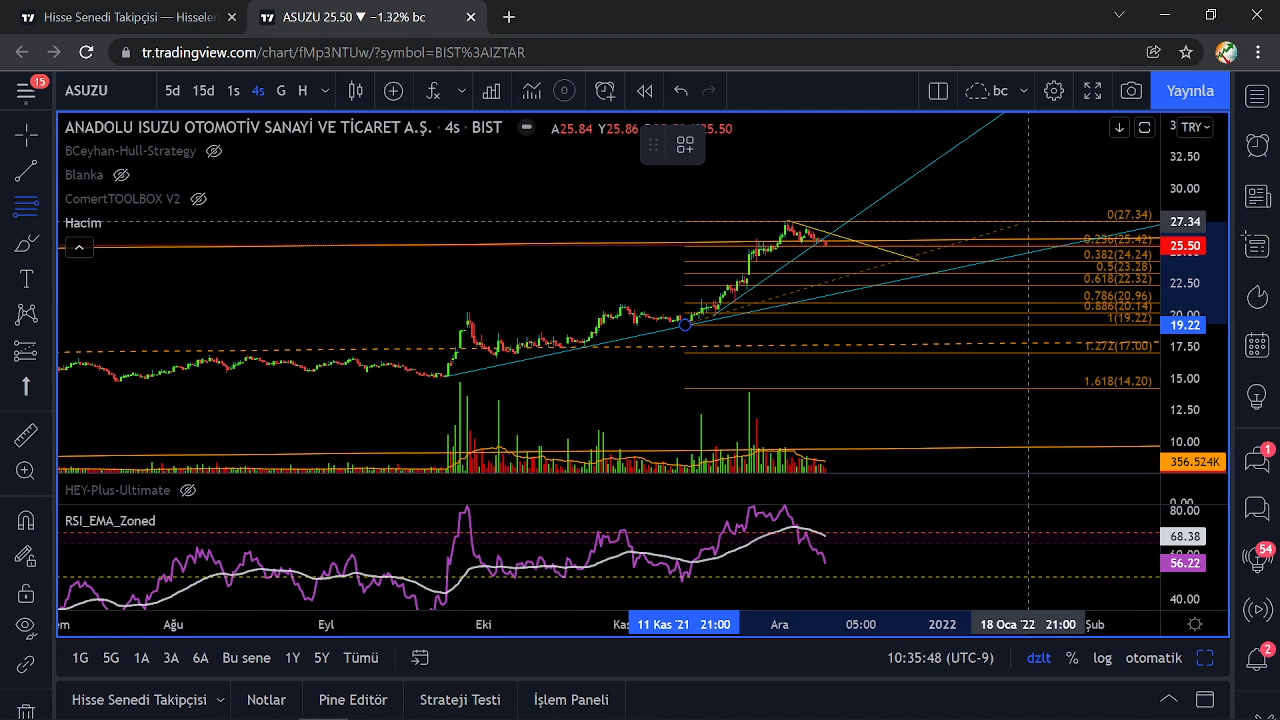 Hisse Senedi Takipçisi — Hisselen
ASUZU 25.50 ▼ −1.32% bc
tr.tradingview.com/chart/fMp3NTUw/?symbol=BIST%3AIZTAR
15
ASUZU
5d 15d 1s 4s G H
bc
Yayınla
ANADOLU ISUZU OTOMOTİV SANAYİ VE TİCARET A.Ş. · 4s · BIST
A25.84 Y25.86 25.50
TRY
BCeyhan-Hull-Strategy
Blanka
ComertTOOLBOX V2
Hacim
32.50
30.00
27.34
25.50
22.50
20.00
19.22
17.50
15.00
12.50
10.00
356.524K
0.00
0(27.34)
0.236(25.42)
0.382(24.24)
0.5(23.28)
0.618(22.32)
0.786(20.96)
0.886(20.14)
1(19.22)
1.272(17.00)
1.618(14.20)
HEY-Plus-Ultimate
RSI_EMA_Zoned
80.00
68.38
60.00
56.22
40.00
em Ağu Eyl Eki Kas 11 Kas '21 21:00 Ara 05:00 2022 18 Oca '22 21:00 Şub
1G 5G 1A 3A 6A Bu sene 1Y 5Y Tümü
10:35:48 (UTC-9)
dzlt % log otomatik
Hisse Senedi Takipçisi Notlar Pine Editör Strateji Testi İşlem Paneli
1
54
2